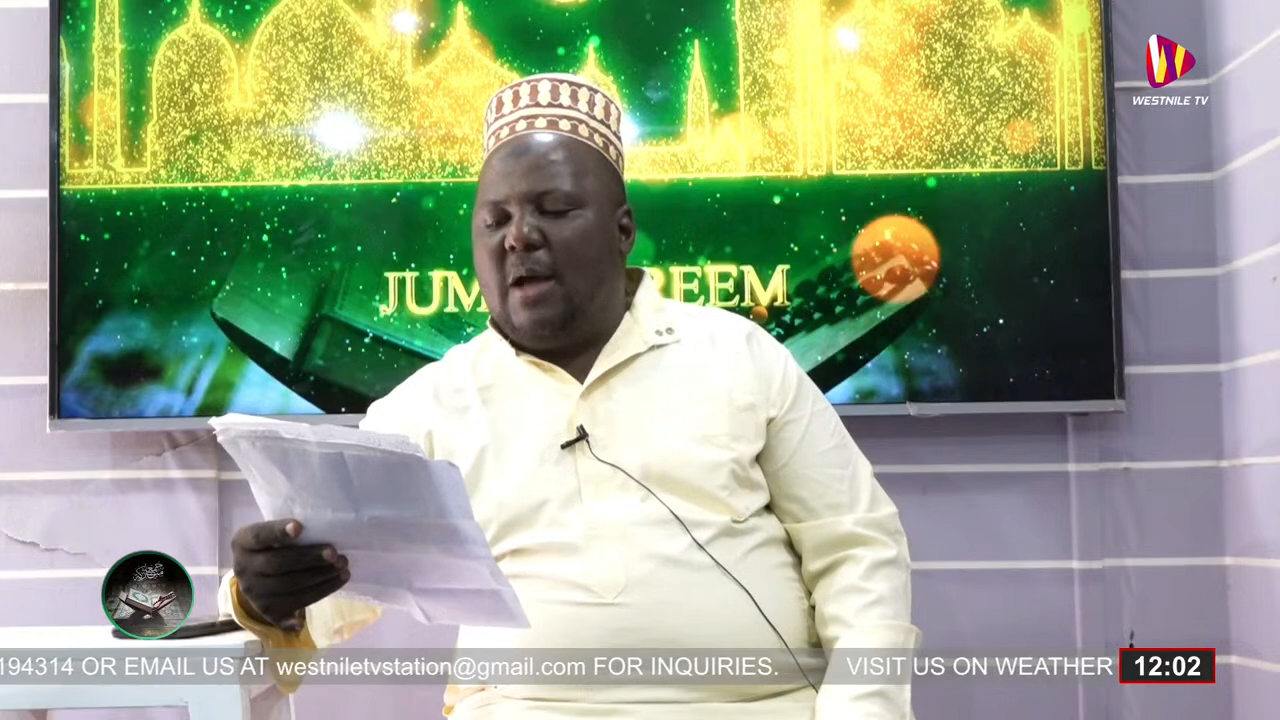 WESTNILE TV
JUM REEM
194314 OR EMAIL US AT westniletvstation@gmail.com FOR INQUIRIES. VISIT US ON WEATHER
12:02